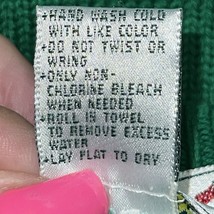 +HAND WASH COLD
WITH LIKE COLOR
+DO NOT TWIST OR
WRING
+ONLY NON-
CHLORINE BLEACH
WHEN NEEDED
+ROLL IN TOWEL
TO REMOVE EXCESS
WATER
+LAY FLAT TO DRY